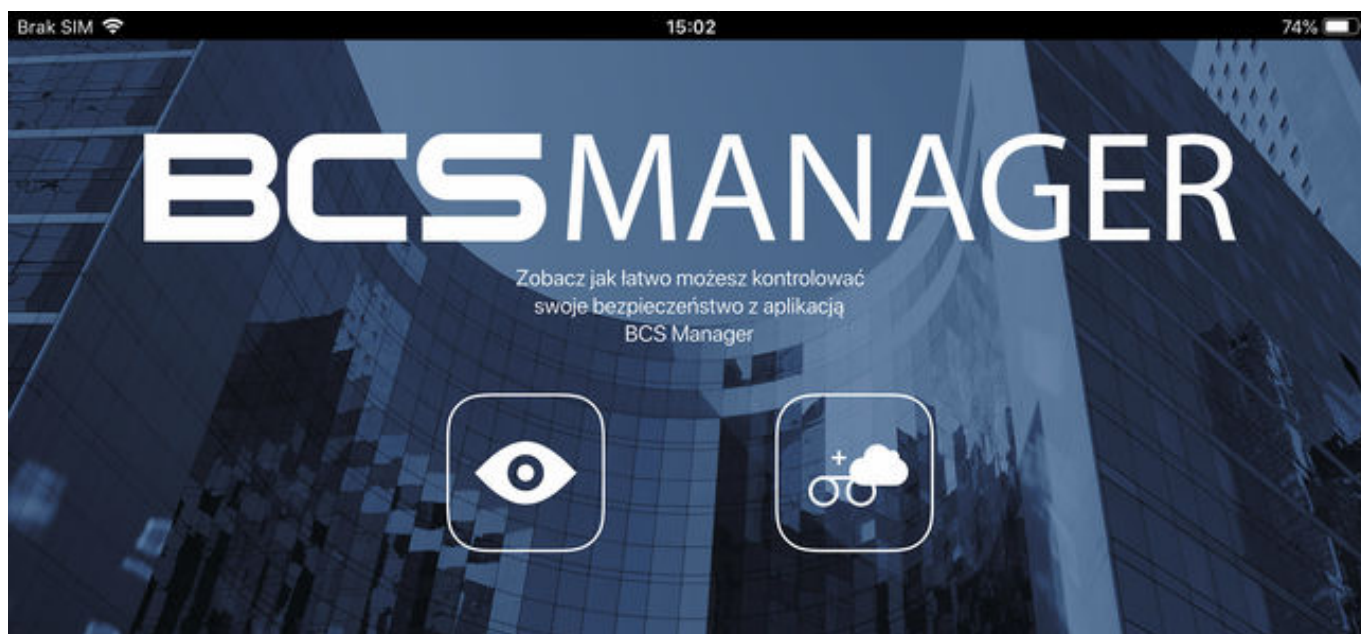 Brak SIM 15:02 74%
BCSMANAGER
Zobacz jak łatwo możesz kontrolować
swoje bezpieczeństwo z aplikacją
BCS Manager